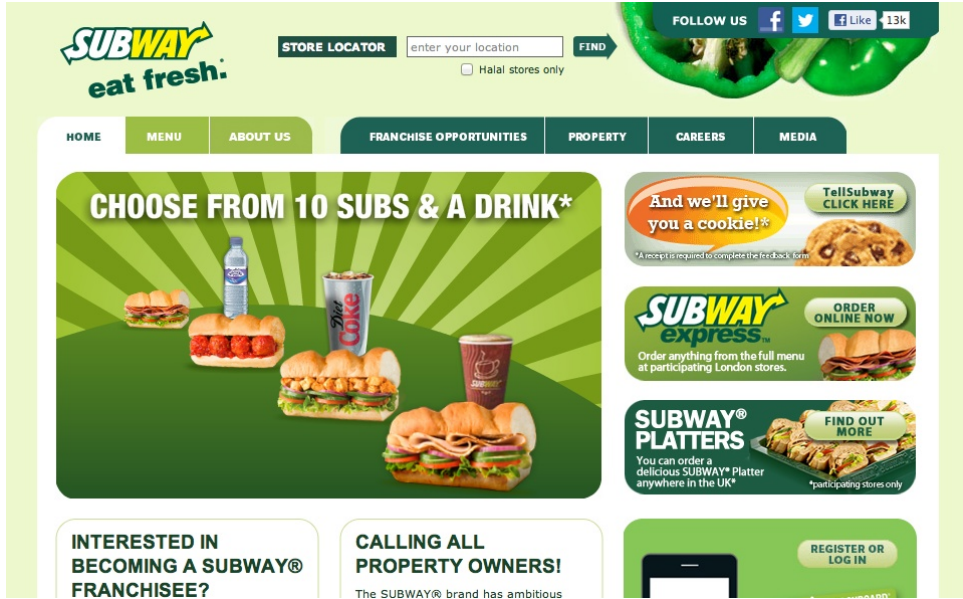 SUBWAY
eat fresh.
STORE LOCATOR
enter your location
FIND
Halal stores only
FOLLOW US
f
Like
13k
HOME
MENU
ABOUT US
FRANCHISE OPPORTUNITIES
PROPERTY
CAREERS
MEDIA
CHOOSE FROM 10 SUBS & A DRINK*
Diet
Coke
SUBWAY
And we'll give
you a cookie!*
TellSubway
CLICK HERE
*A receipt is required to complete the feedback form
SUBWAY
express™
ORDER
ONLINE NOW
Order anything from the full menu
at participating London stores.
SUBWAY®
PLATTERS
FIND OUT
MORE
You can order a
delicious SUBWAY® Platter
anywhere in the UK*
*participating stores only
INTERESTED IN
BECOMING A SUBWAY®
FRANCHISEE?
CALLING ALL
PROPERTY OWNERS!
The SUBWAY® brand has ambitious
REGISTER OR
LOG IN